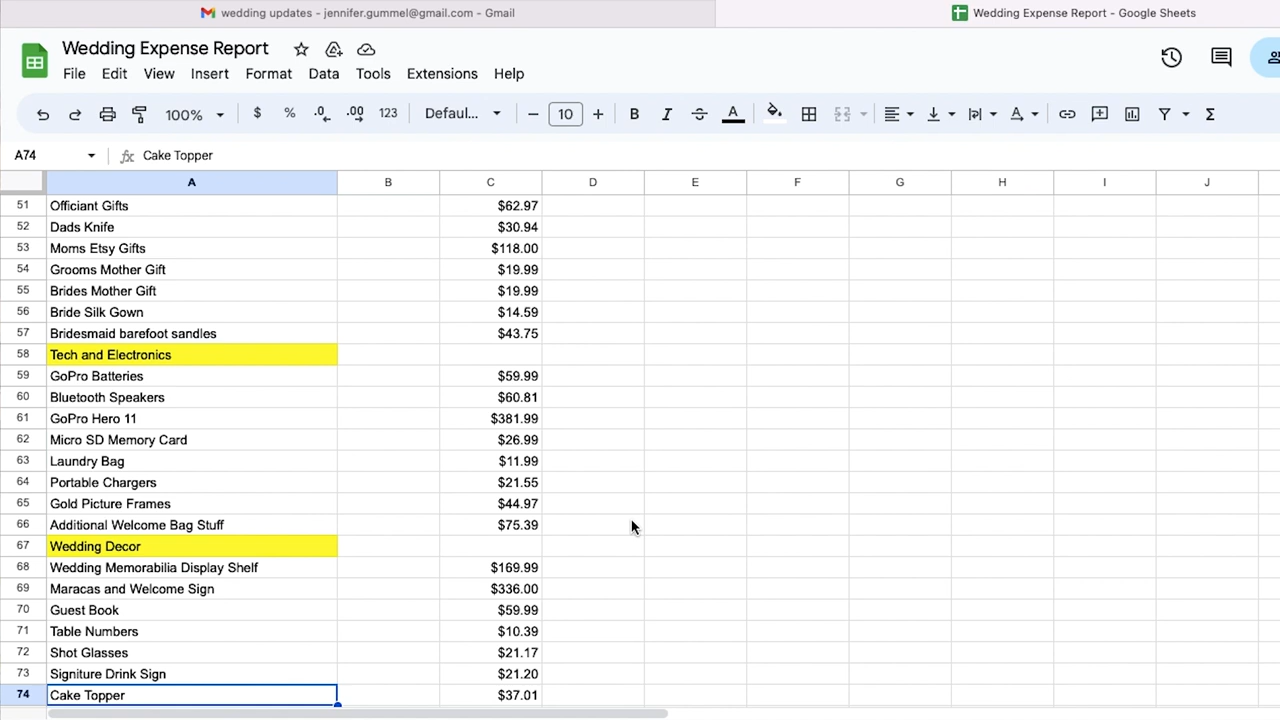 wedding updates - jennifer.gummel@gmail.com - Gmail
Wedding Expense Report - Google Sheets
Wedding Expense Report
File Edit View Insert Format Data Tools Extensions Help
100% $ % .0 .00 123 Defaul... − 10 + B I A Σ
A74 fx Cake Topper
A B C D E F G H I J
51 Officiant Gifts $62.97
52 Dads Knife $30.94
53 Moms Etsy Gifts $118.00
54 Grooms Mother Gift $19.99
55 Brides Mother Gift $19.99
56 Bride Silk Gown $14.59
57 Bridesmaid barefoot sandles $43.75
58 Tech and Electronics
59 GoPro Batteries $59.99
60 Bluetooth Speakers $60.81
61 GoPro Hero 11 $381.99
62 Micro SD Memory Card $26.99
63 Laundry Bag $11.99
64 Portable Chargers $21.55
65 Gold Picture Frames $44.97
66 Additional Welcome Bag Stuff $75.39
67 Wedding Decor
68 Wedding Memorabilia Display Shelf $169.99
69 Maracas and Welcome Sign $336.00
70 Guest Book $59.99
71 Table Numbers $10.39
72 Shot Glasses $21.17
73 Signiture Drink Sign $21.20
74 Cake Topper $37.01